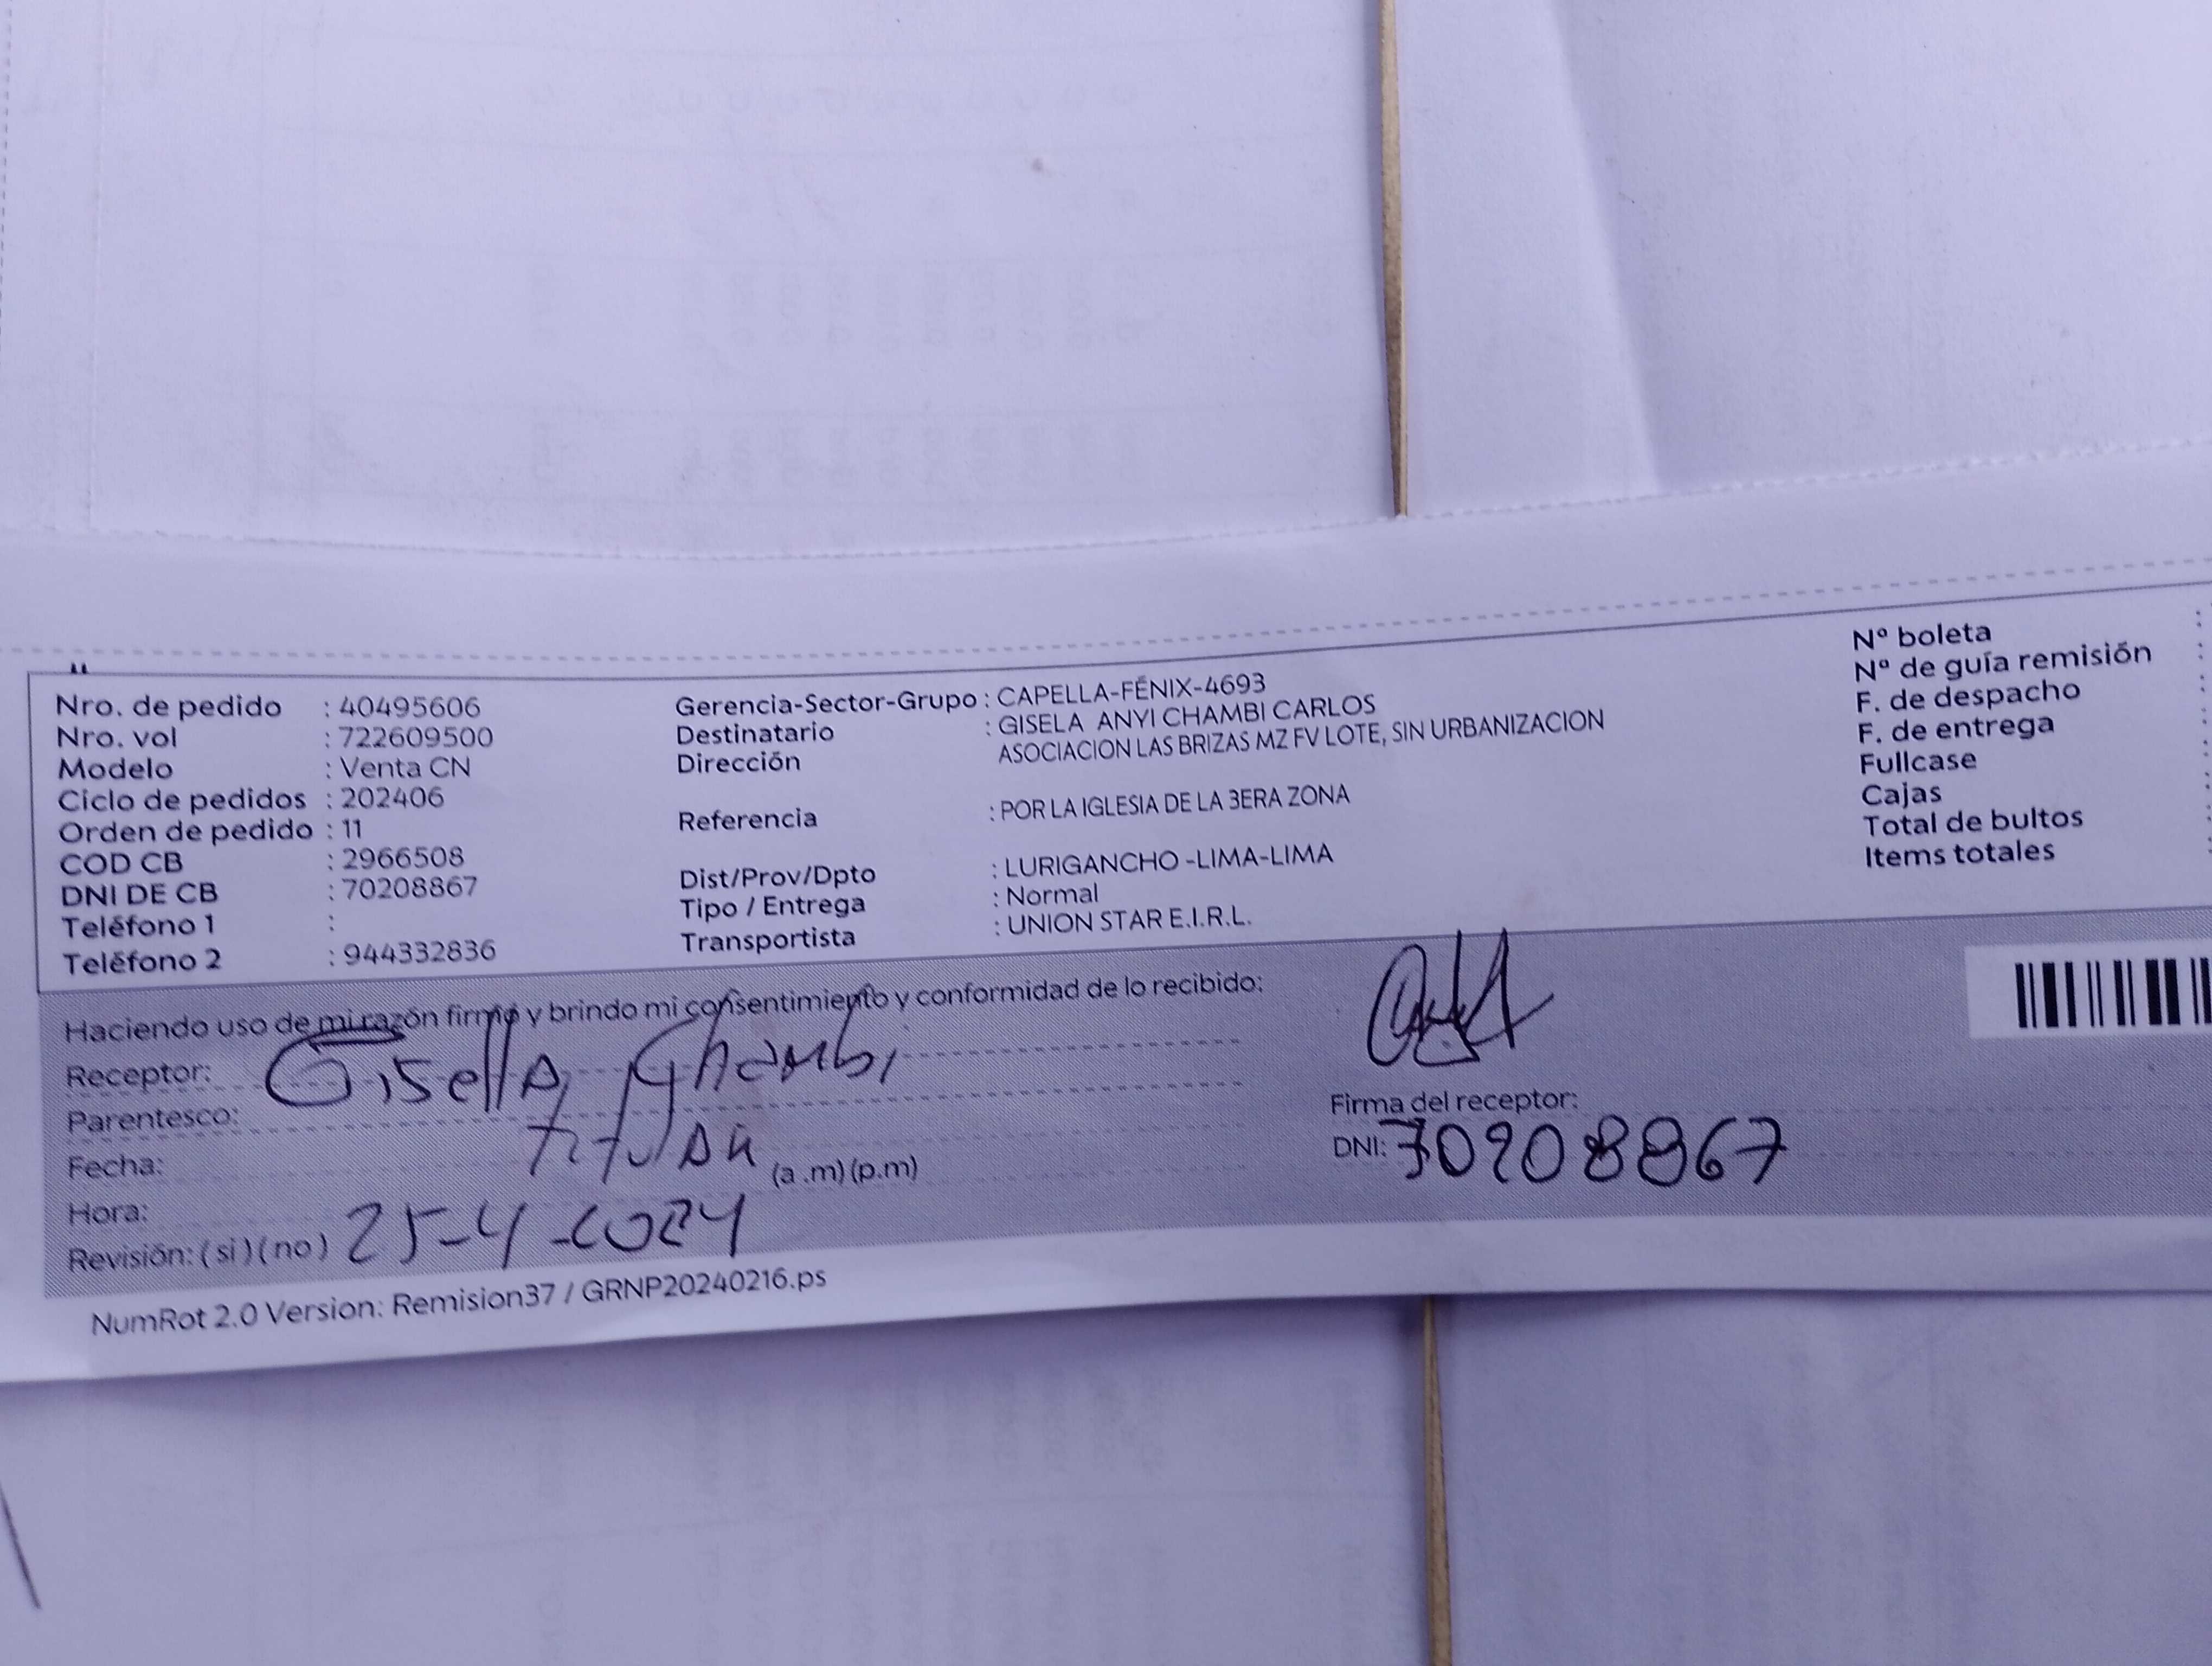 Nro. de pedido : 40495606
Nro. vol : 722609500
Modelo : Venta CN
Ciclo de pedidos : 202406
Orden de pedido : 11
COD CB : 2966508
DNI DE CB : 70208867
Teléfono 1 :
Teléfono 2 : 944332836
Gerencia-Sector-Grupo : CAPELLA-FÉNIX-4693
Destinatario : GISELA ANYI CHAMBI CARLOS
Dirección ASOCIACION LAS BRIZAS MZ FV LOTE, SIN URBANIZACION
Referencia : POR LA IGLESIA DE LA 3ERA ZONA
Dist/Prov/Dpto : LURIGANCHO -LIMA-LIMA
Tipo / Entrega : Normal
Transportista : UNION STAR E.I.R.L.
Nº boleta :
Nº de guía remisión :
F. de despacho :
F. de entrega :
Fullcase :
Cajas :
Total de bultos :
Items totales :
Haciendo uso de mi razón firmo y brindo mi consentimiento y conformidad de lo recibido:
Receptor: Gisella Chambi
Parentesco:
Titular
Fecha: (a .m) (p.m)
Hora:
Revisión: ( si ) ( no ) 25-4-2024
Firma del receptor:
DNI: 70208867
NumRot 2.0 Version: Remision37 / GRNP20240216.ps